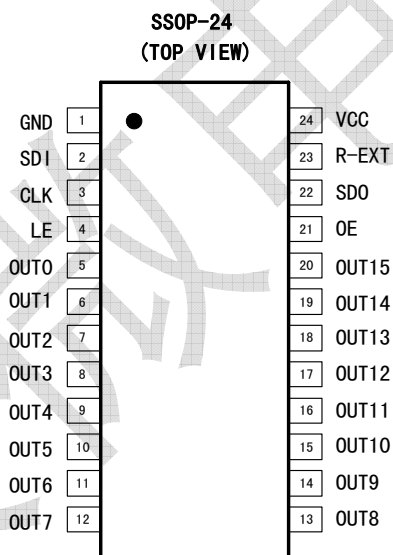 SSOP-24
(TOP VIEW)
GND 1 24 VCC
SDI 2 23 R-EXT
CLK 3 22 SDO
LE 4 21 OE
OUT0 5 20 OUT15
OUT1 6 19 OUT14
OUT2 7 18 OUT13
OUT3 8 17 OUT12
OUT4 9 16 OUT11
OUT5 10 15 OUT10
OUT6 11 14 OUT9
OUT7 12 13 OUT8